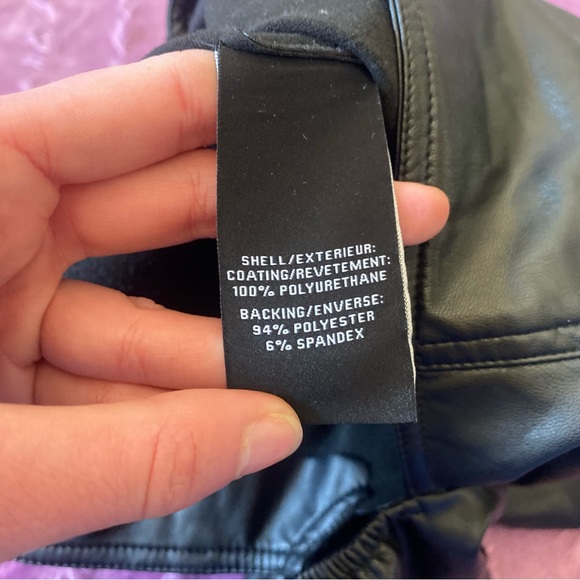 SHELL/EXTERIEUR:
COATING/REVETEMENT:
100% POLYURETHANE
BACKING/ENVERSE:
94% POLYESTER
6% SPANDEX